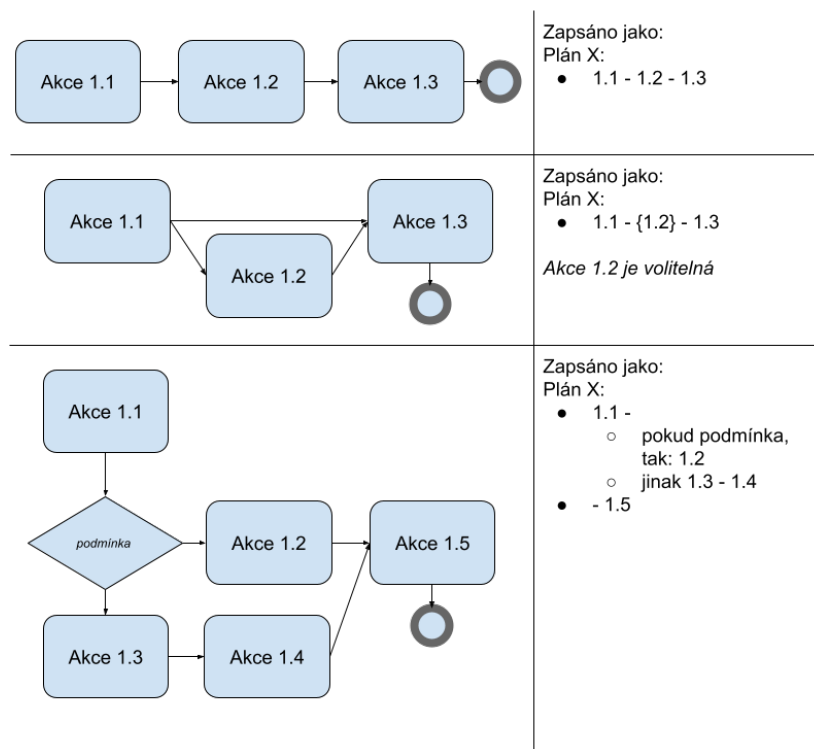 Akce 1.1
Akce 1.2
Akce 1.3
Zapsáno jako:
Plán X:
● 1.1 - 1.2 - 1.3
Akce 1.1
Akce 1.3
Akce 1.2
Zapsáno jako:
Plán X:
● 1.1 - {1.2} - 1.3
Akce 1.2 je volitelná
Akce 1.1
podmínka
Akce 1.2
Akce 1.5
Akce 1.3
Akce 1.4
Zapsáno jako:
Plán X:
● 1.1 -
○ pokud podmínka,
tak: 1.2
○ jinak 1.3 - 1.4
● - 1.5